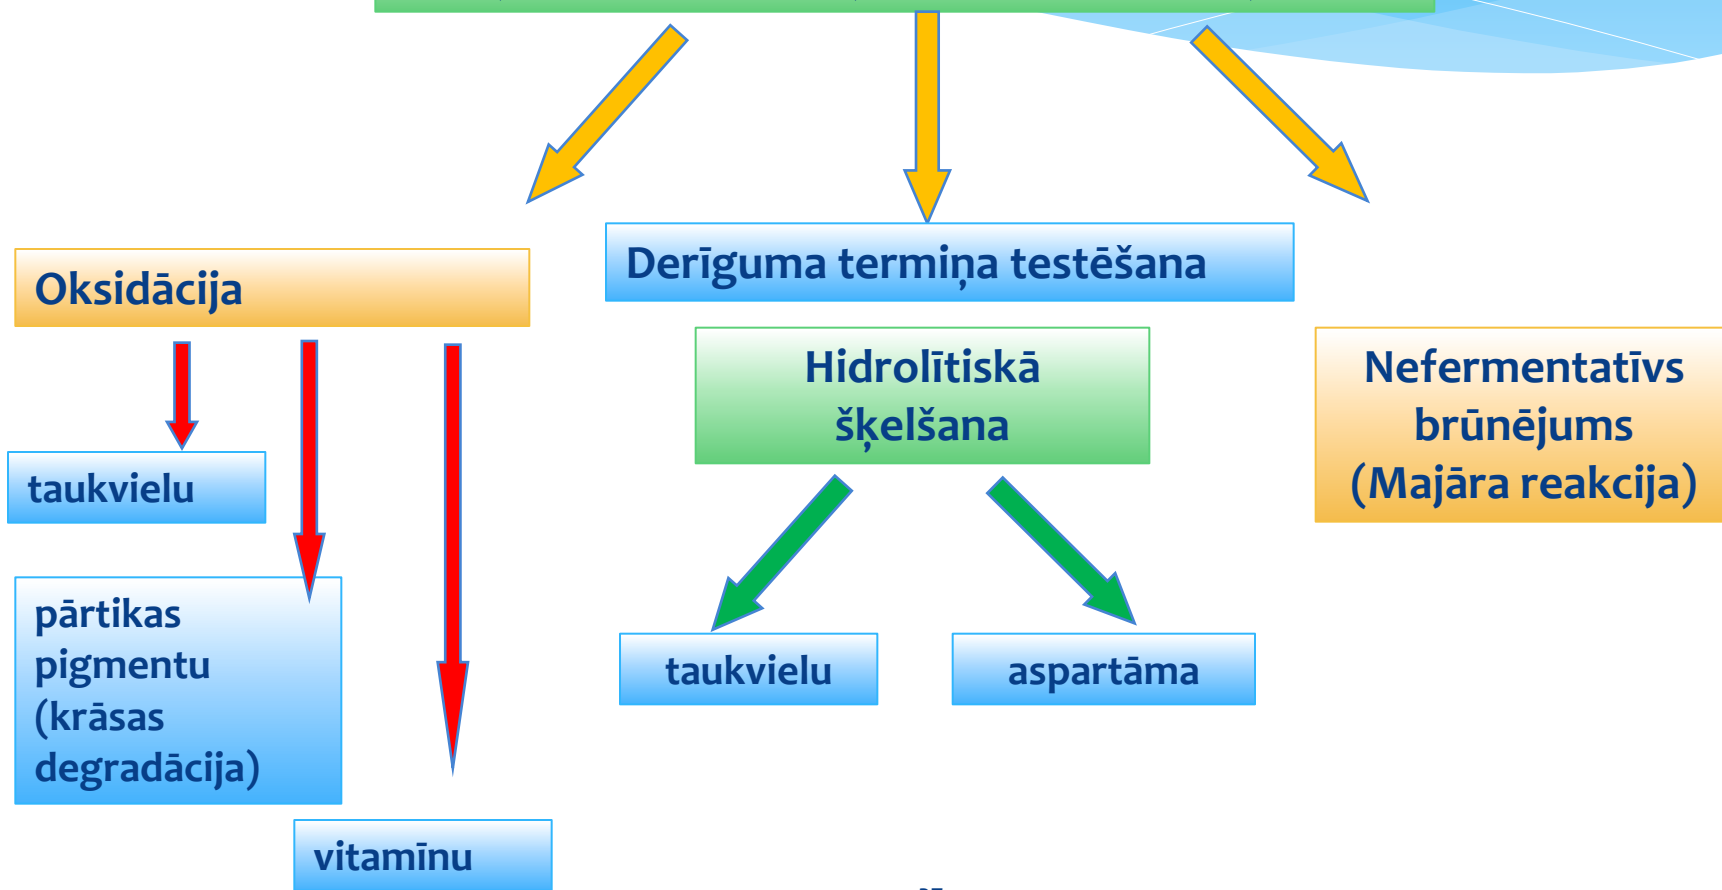 Derīguma termiņa testēšana
Oksidācija
Hidrolītiskā
šķelšana
Nefermentatīvs
brūnējums
(Majāra reakcija)
taukvielu
pārtikas
pigmentu
(krāsas
degradācija)
vitamīnu
taukvielu
aspartāma